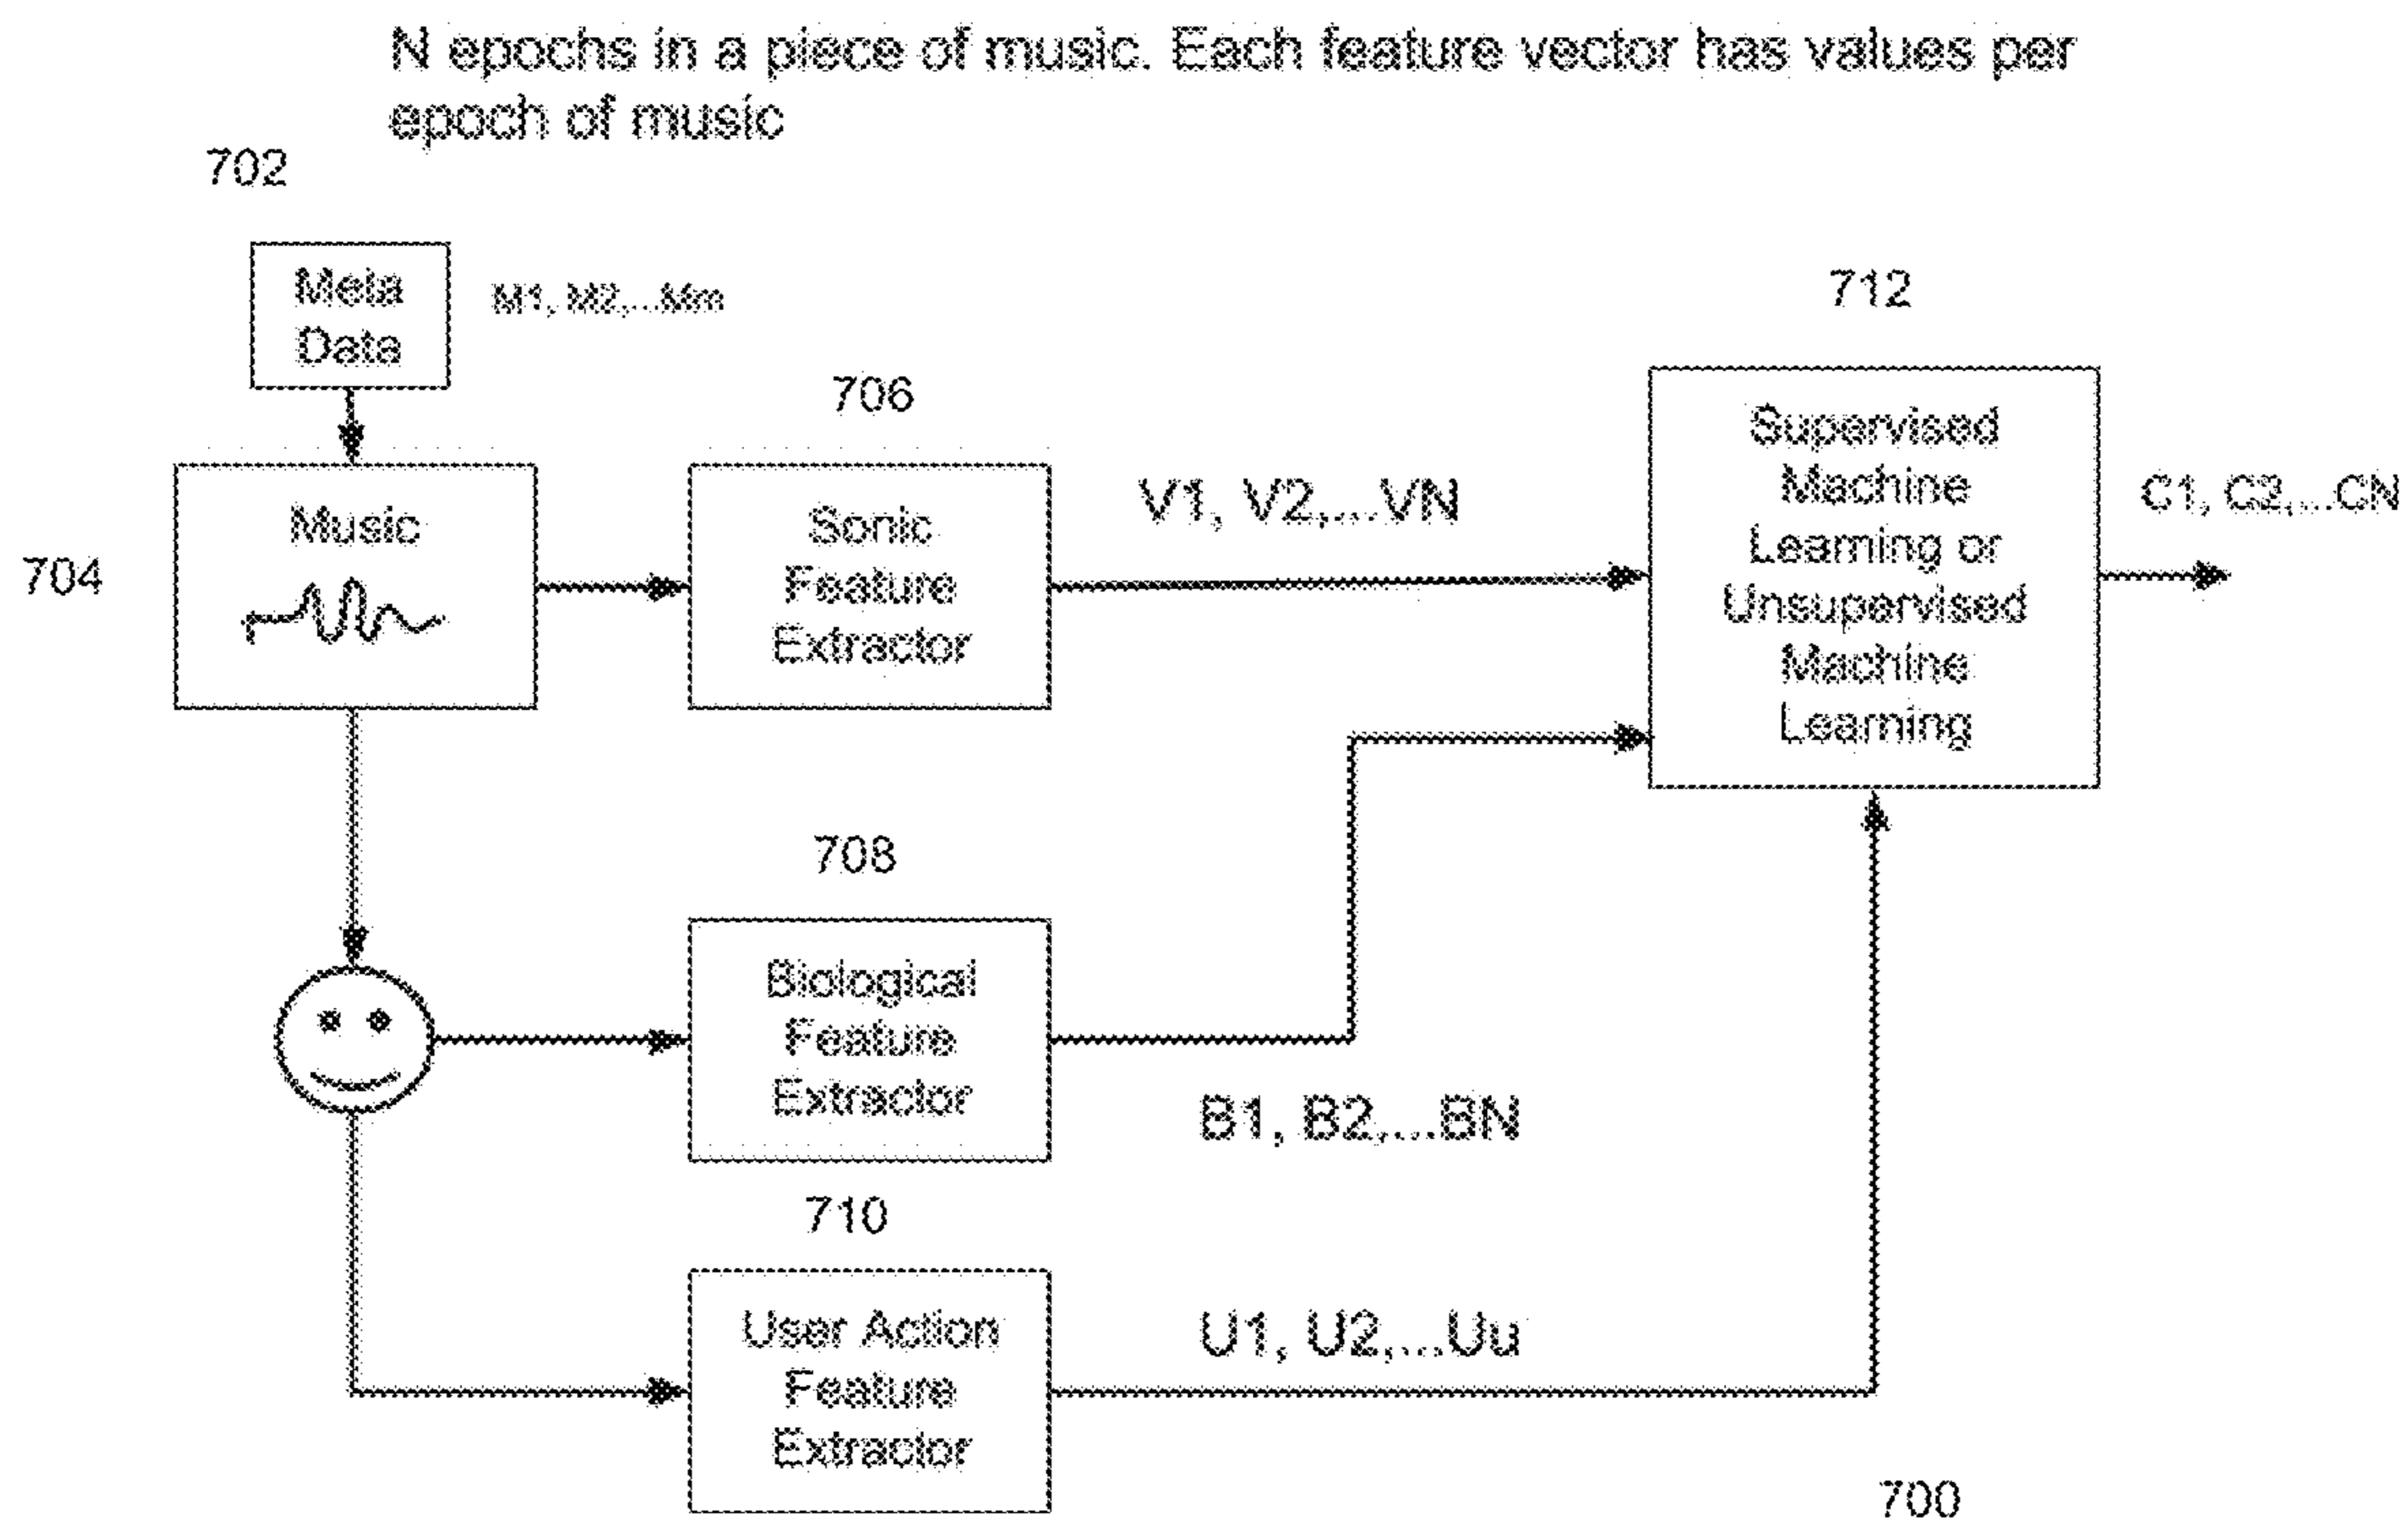 N epochs in a piece of music. Each feature vector has values per
epoch of music
702
Meta
Data
M1, M2,...Mm
704
Music
706
Sonic
Feature
Extractor
V1, V2,...VN
712
Supervised
Machine
Learning or
Unsupervised
Machine
Learning
C1, C2,...CN
708
Biological
Feature
Extractor
B1, B2,...BN
710
User Action
Feature
Extractor
U1, U2,...Uu
700